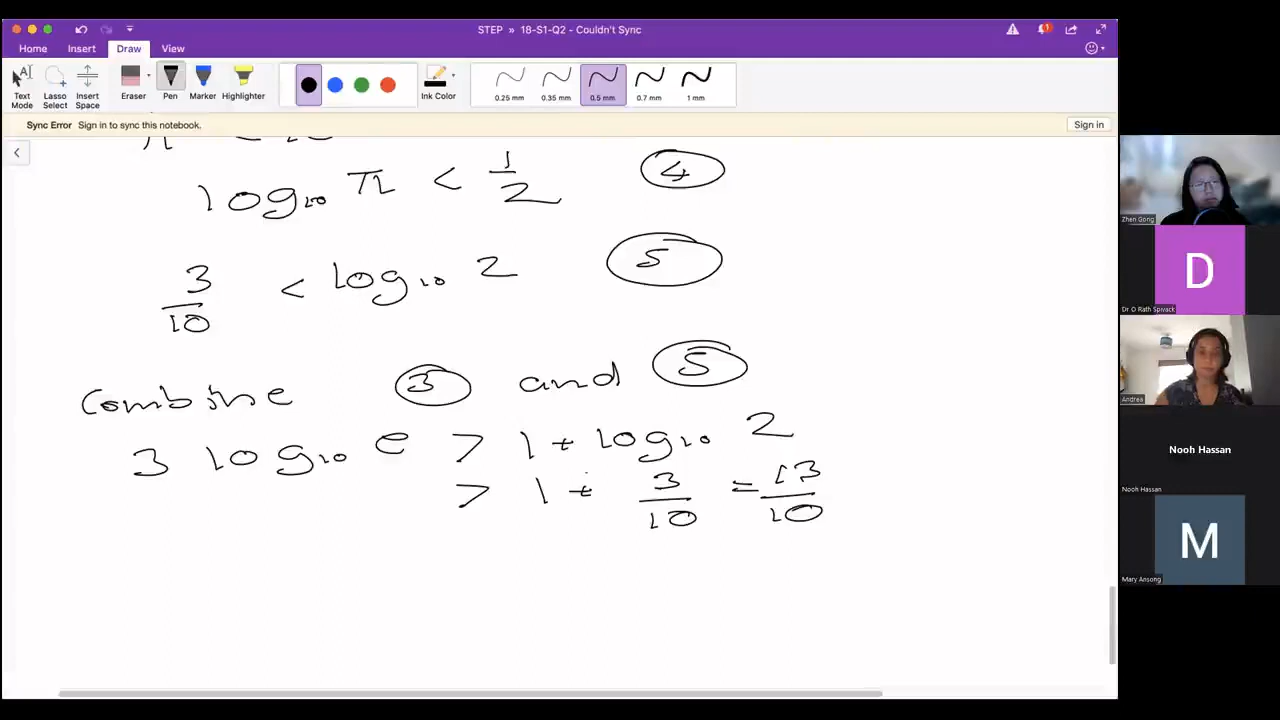 STEP » 18-S1-Q2 - Couldn't Sync
1
Home Insert Draw View
Text Mode
Lasso Select
Insert Space
Eraser
Pen
Marker
Highlighter
Ink Color
0.25 mm
0.35 mm
0.5 mm
0.7 mm
1 mm
Sync Error Sign in to sync this notebook.
Sign in
log₁₀ π < 1/2 ④
3/10 < log₁₀ 2 ⑤
Combine ③ and ⑤
3 log₁₀ e > 1 + log₁₀ 2
> 1 + 3/10 = 13/10
Zhen Gong
D
Dr O Rath Spivack
Andrea
Nooh Hassan
Nooh Hassan
M
Mary Ansong